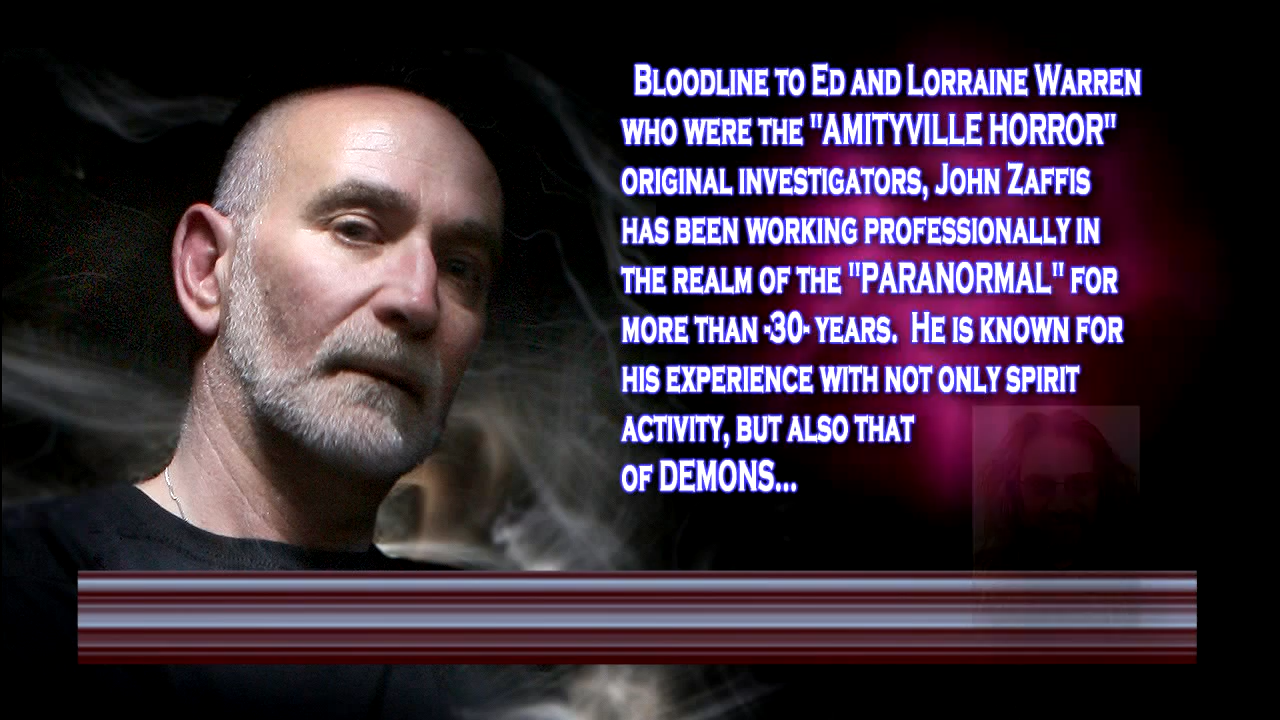 Bloodline to Ed and Lorraine Warren
who were the "AMITYVILLE HORROR"
original investigators, John Zaffis
has been working professionally in
the realm of the "PARANORMAL" for
more than -30- years. He is known for
his experience with not only spirit
activity, but also that
of DEMONS...